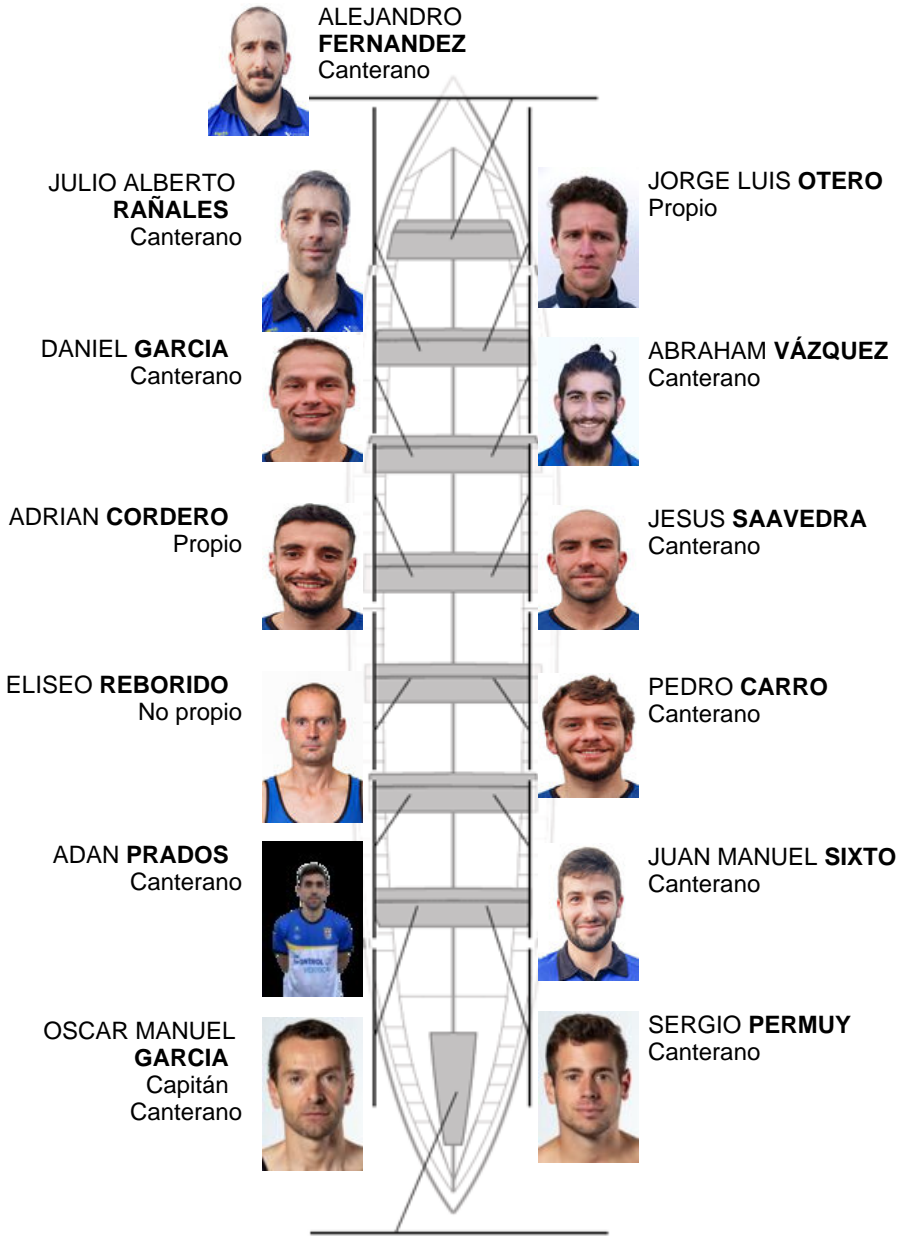 ALEJANDRO
FERNANDEZ
Canterano
JULIO ALBERTO
RAÑALES
Canterano
JORGE LUIS OTERO
Propio
DANIEL GARCIA
Canterano
ABRAHAM VÁZQUEZ
Canterano
ADRIAN CORDERO
Propio
JESUS SAAVEDRA
Canterano
ELISEO REBORIDO
No propio
PEDRO CARRO
Canterano
ADAN PRADOS
Canterano
JUAN MANUEL SIXTO
Canterano
OSCAR MANUEL
GARCIA
Capitán
Canterano
SERGIO PERMUY
Canterano